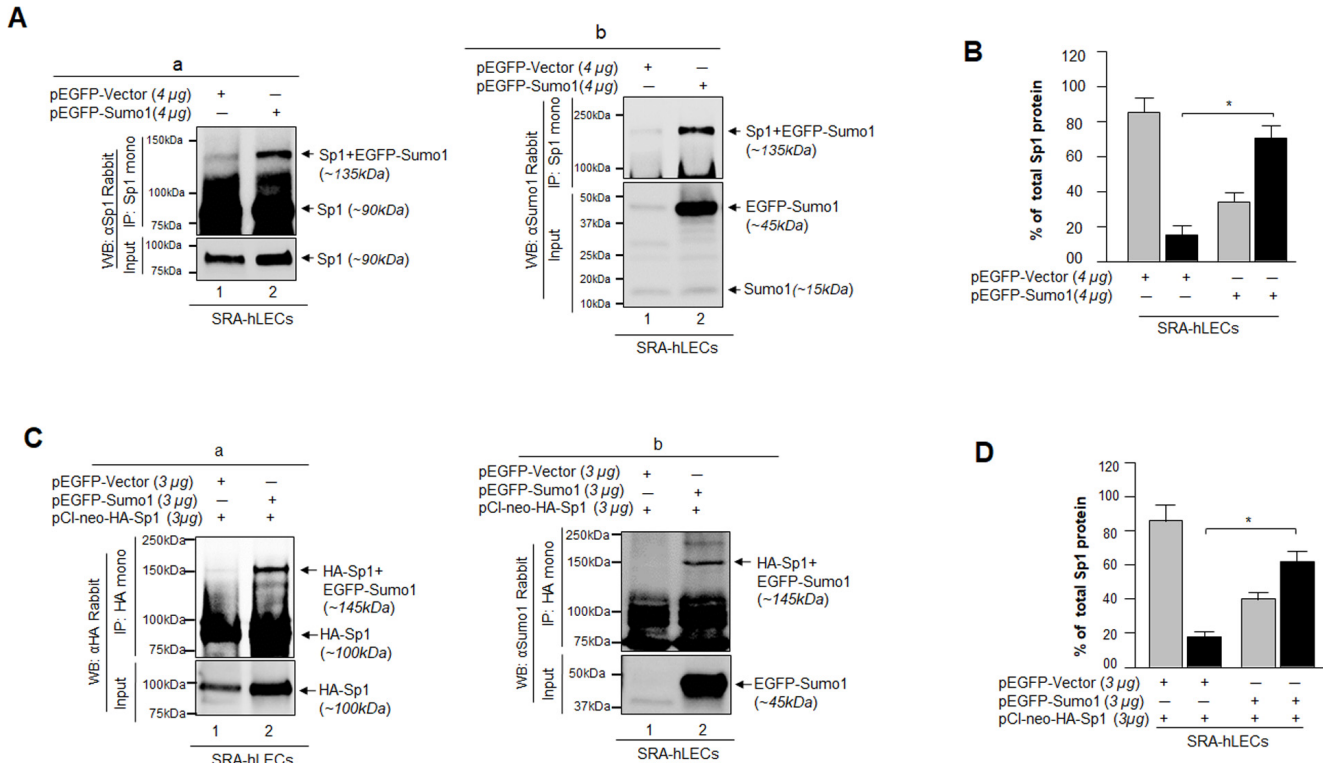 A
a
pEGFP-Vector (4 µg) + –
pEGFP-Sumo1(4 µg) – +
WB: αSp1 Rabbit
IP: Sp1 mono
Input
150kDa
100kDa
75kDa
100kDa
75kDa
Sp1+EGFP-Sumo1
(~135kDa)
Sp1 (~90kDa)
Sp1 (~90kDa)
1 2
SRA-hLECs
b
pEGFP-Vector (4 µg) + –
pEGFP-Sumo1(4 µg) – +
WB: αSumo1 Rabbit
IP: Sp1 mono
Input
250kDa
100kDa
50kDa
37kDa
25kDa
20kDa
10kDa
Sp1+EGFP-Sumo1
(~135kDa)
EGFP-Sumo1
(~45kDa)
Sumo1(~15kDa)
1 2
SRA-hLECs
B
% of total Sp1 protein
120
100
80
60
40
20
00
*
pEGFP-Vector (4 µg) + + – –
pEGFP-Sumo1(4 µg) – – + +
SRA-hLECs
C
a
pEGFP-Vector (3 µg) + –
pEGFP-Sumo1 (3 µg) – +
pCI-neo-HA-Sp1 (3µg) + +
WB: αHA Rabbit
IP: HA mono
Input
250kDa
150kDa
100kDa
75kDa
100kDa
75kDa
HA-Sp1+
EGFP-Sumo1
(~145kDa)
HA-Sp1
(~100kDa)
HA-Sp1
(~100kDa)
1 2
SRA-hLECs
b
pEGFP-Vector (3 µg) + –
pEGFP-Sumo1 (3 µg) – +
pCI-neo-HA-Sp1 (3 µg) + +
WB: αSumo1 Rabbit
IP: HA mono
Input
250kDa
150kDa
100kDa
75kDa
50kDa
37kDa
HA-Sp1+
EGFP-Sumo1
(~145kDa)
EGFP-Sumo1
(~45kDa)
1 2
SRA-hLECs
D
% of total Sp1 protein
120
100
80
60
40
20
00
*
pEGFP-Vector (3 µg) + + – –
pEGFP-Sumo1 (3 µg) – – + +
pCI-neo-HA-Sp1 (3µg) + + + +
SRA-hLECs